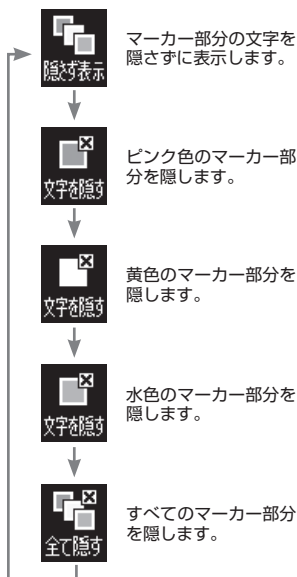 隠さず表示
マーカー部分の文字を
隠さずに表示します。
文字を隠す
ピンク色のマーカー部
分を隠します。
文字を隠す
黄色のマーカー部分を
隠します。
文字を隠す
水色のマーカー部分を
隠します。
全て隠す
すべてのマーカー部分
を隠します。